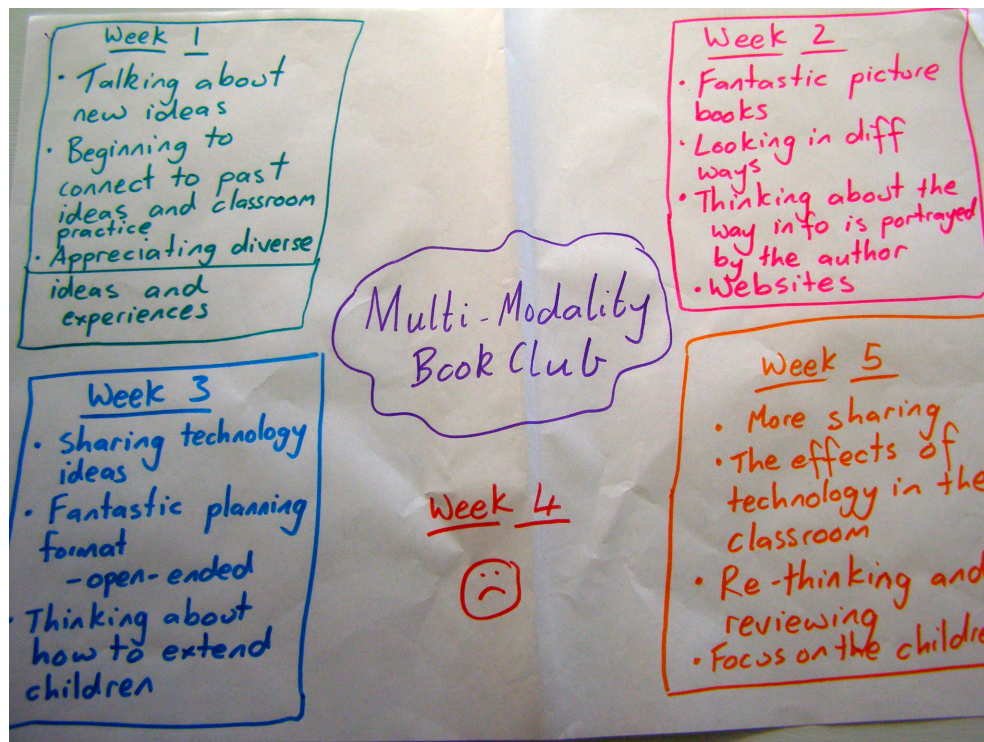 Week 1
• Talking about
new ideas
• Beginning to
connect to past
ideas and classroom
practice
• Appreciating diverse
ideas and
experiences
Week 2
• Fantastic picture
books
• Looking in diff
ways
• Thinking about the
way info is portrayed
by the author
• Websites
Multi-Modality
Book Club
Week 3
• Sharing technology
ideas
• Fantastic planning
format
- open-ended
• Thinking about
how to extend
children
Week 4
Week 5
• More sharing
• The effects of
technology in the
classroom
• Re-thinking and
reviewing
• Focus on the childre